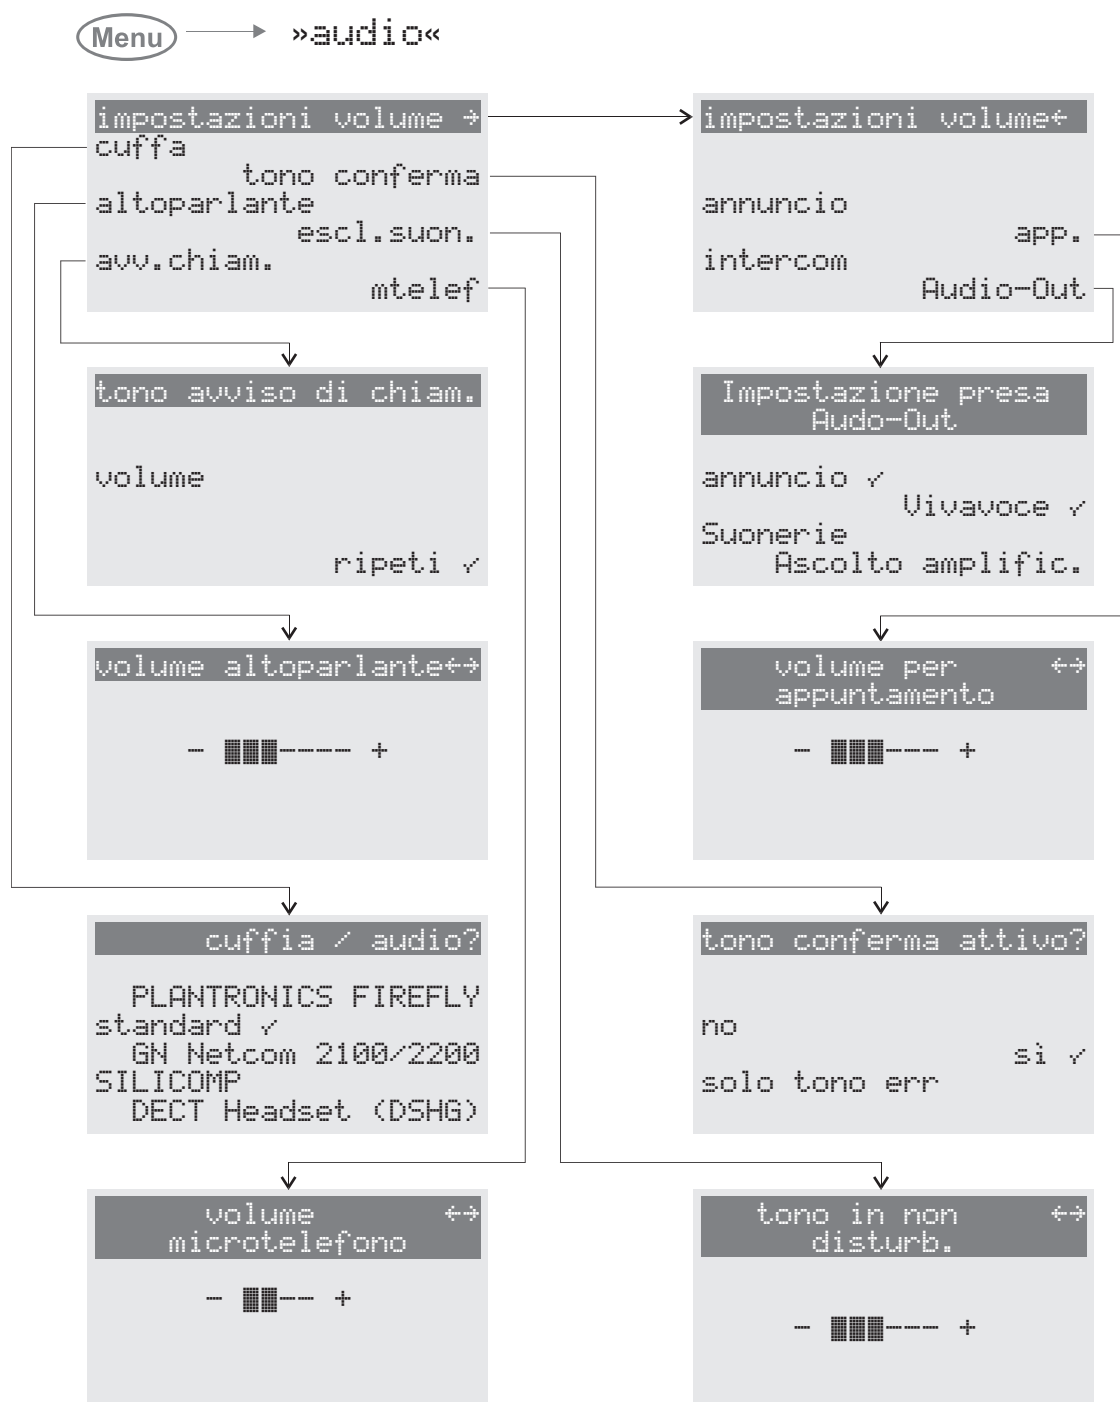 Menu »audio«
impostazioni volume →
cuffa
tono conferma
altoparlante
escl.suon.
avv.chiam.
mtelef
impostazioni volume←
annuncio
app.
intercom
Audio-Out
tono avviso di chiam.
volume
ripeti ✓
Impostazione presa
Audo-Out
annuncio ✓
Vivavoce ✓
Suonerie
Ascolto amplific.
volume altoparlante←→
- ███---- +
volume per ←→
appuntamento
- ███--- +
cuffia / audio?
PLANTRONICS FIREFLY
standard ✓
GN Netcom 2100/2200
SILICOMP
DECT Headset (DSHG)
tono conferma attivo?
no
sì ✓
solo tono err
volume ←→
microtelefono
- ██-- +
tono in non ←→
disturb.
- ███--- +